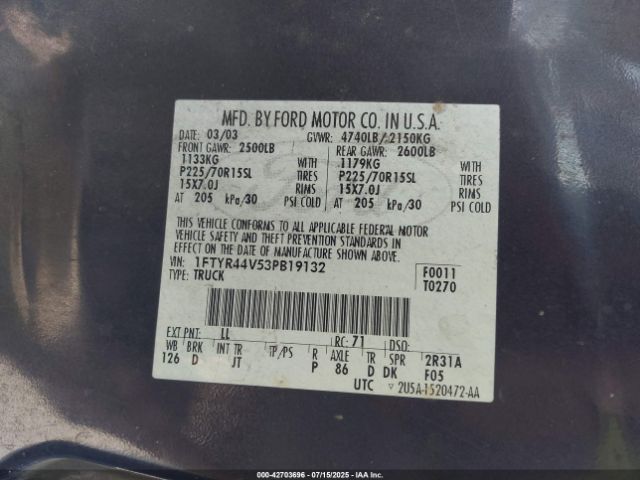 MFD. BY FORD MOTOR CO. IN U.S.A.
DATE: 03/03 GVWR: 4740LB/ 2150KG
FRONT GAWR: 2500LB REAR GAWR: 2600LB
1133KG WITH 1179KG WITH
P225/70R15SL TIRES P225/70R15SL TIRES
15X7.0J RIMS 15X7.0J RIMS
AT 205 kPa/30 PSI COLD AT 205 kPa/30 PSI COLD
THIS VEHICLE CONFORMS TO ALL APPLICABLE FEDERAL MOTOR
VEHICLE SAFETY AND THEFT PREVENTION STANDARDS IN
EFFECT ON THE DATE OF MANUFACTURE SHOWN ABOVE.
VIN: 1FTYR44V53PB19132 F0011
TYPE: TRUCK T0270
EXT PNT: LL RC: 71 DSO:
WB BRK INT TR TP/PS R AXLE TR SPR 2R31A
126 D JT P 86 D DK F05
UTC 2U5A-1520472-AA
000-42703696 - 07/15/2025 - IAA Inc.